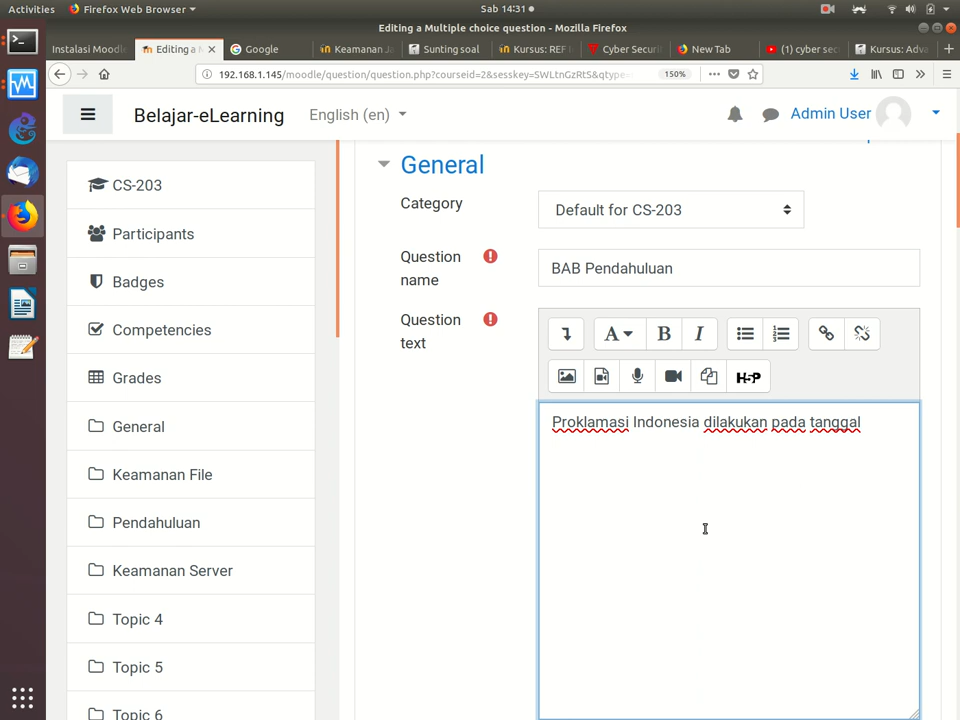 Activities Firefox Web Browser Sab 14:31
Editing a Multiple choice question - Mozilla Firefox
Instalasi Moodl Editing a Google Keamanan J Sunting soal Kursus: REF Cyber Securi New Tab (1) cyber sec Kursus: Adva
192.168.1.145/moodle/question/question.php?courseid=2&sesskey=SWLtnGzRtS&qtype= 150%
Belajar-eLearning English (en) Admin User
General
CS-203
Category Default for CS-203
Participants
Question name BAB Pendahuluan
Badges
Question text
Competencies
A B I
Grades
H5P
General
Proklamasi Indonesia dilakukan pada tanggal
Keamanan File
Pendahuluan
Keamanan Server
Topic 4
Topic 5
Topic 6